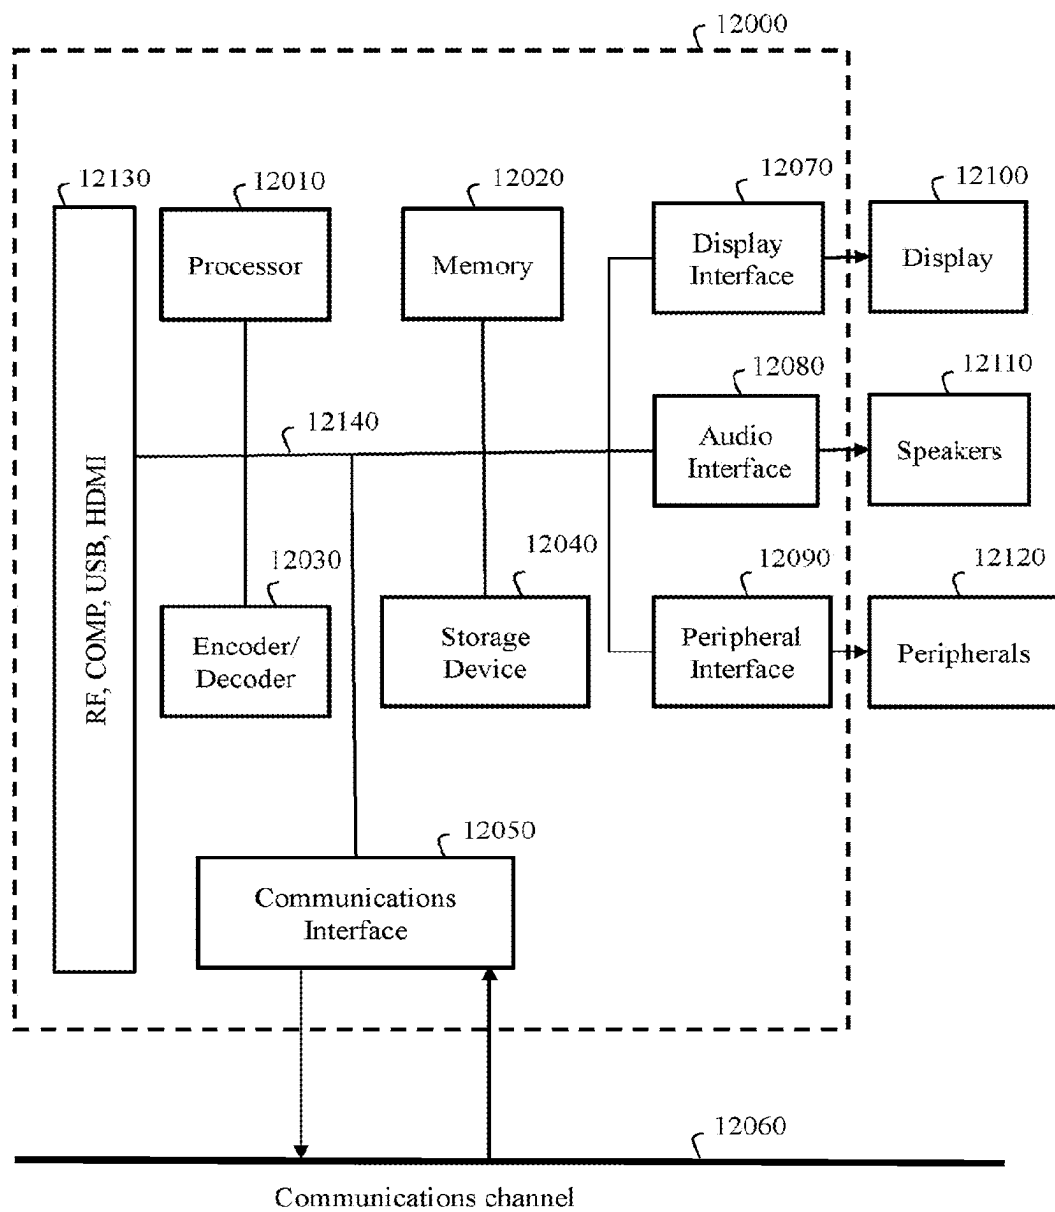 12000
12130
12010
12020
12070
12100
Processor
Memory
Display
Interface
Display
12140
12080
12110
Audio
Interface
Speakers
RF, COMP, USB, HDMI
12030
12040
12090
12120
Encoder/
Decoder
Storage
Device
Peripheral
Interface
Peripherals
12050
Communications
Interface
12060
Communications channel